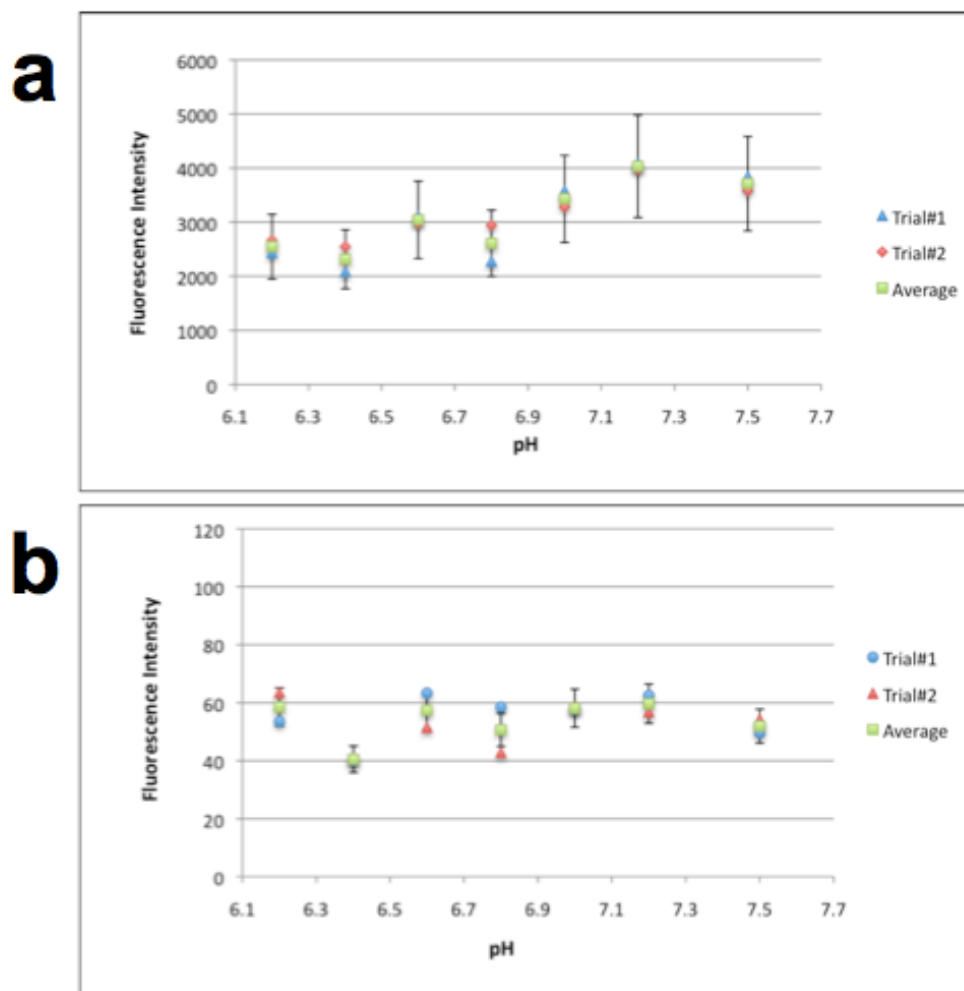 a
Fluorescence Intensity
6000
5000
4000
3000
2000
1000
0
6.1 6.3 6.5 6.7 6.9 7.1 7.3 7.5 7.7
pH
Trial#1
Trial#2
Average
b
Fluorescence Intensity
120
100
80
60
40
20
0
6.1 6.3 6.5 6.7 6.9 7.1 7.3 7.5 7.7
pH
Trial#1
Trial#2
Average